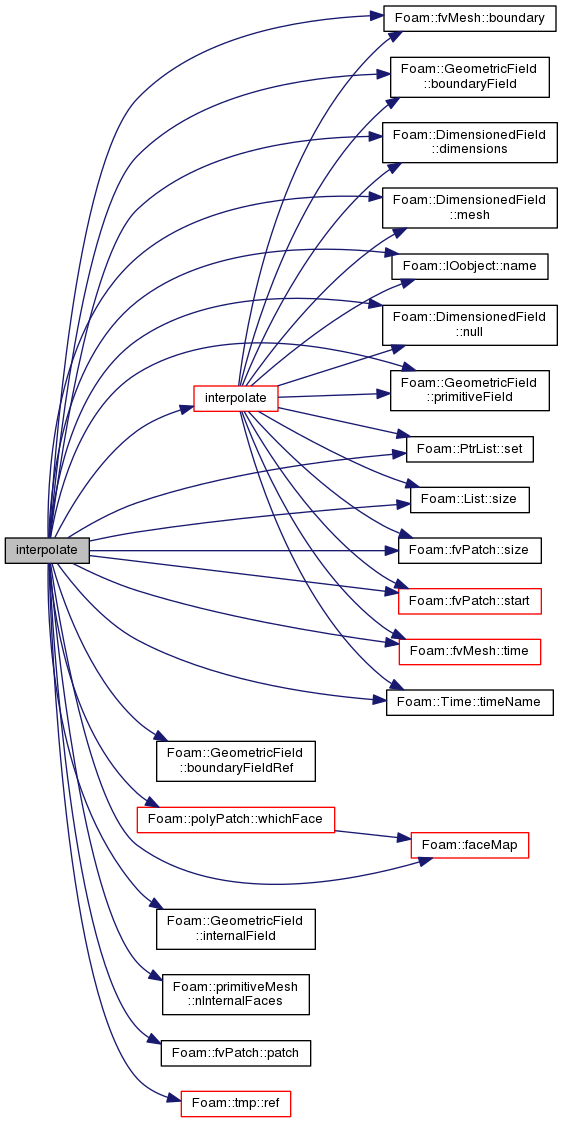 Foam::fvMesh::boundary
Foam::GeometricField
::boundaryField
Foam::DimensionedField
::dimensions
Foam::DimensionedField
::mesh
Foam::IOobject::name
Foam::DimensionedField
::null
Foam::GeometricField
::primitiveField
interpolate
Foam::PtrList::set
Foam::List::size
interpolate
Foam::fvPatch::size
Foam::fvPatch::start
Foam::fvMesh::time
Foam::Time::timeName
Foam::GeometricField
::boundaryFieldRef
Foam::polyPatch::whichFace
Foam::faceMap
Foam::GeometricField
::internalField
Foam::primitiveMesh
::nInternalFaces
Foam::fvPatch::patch
Foam::tmp::ref